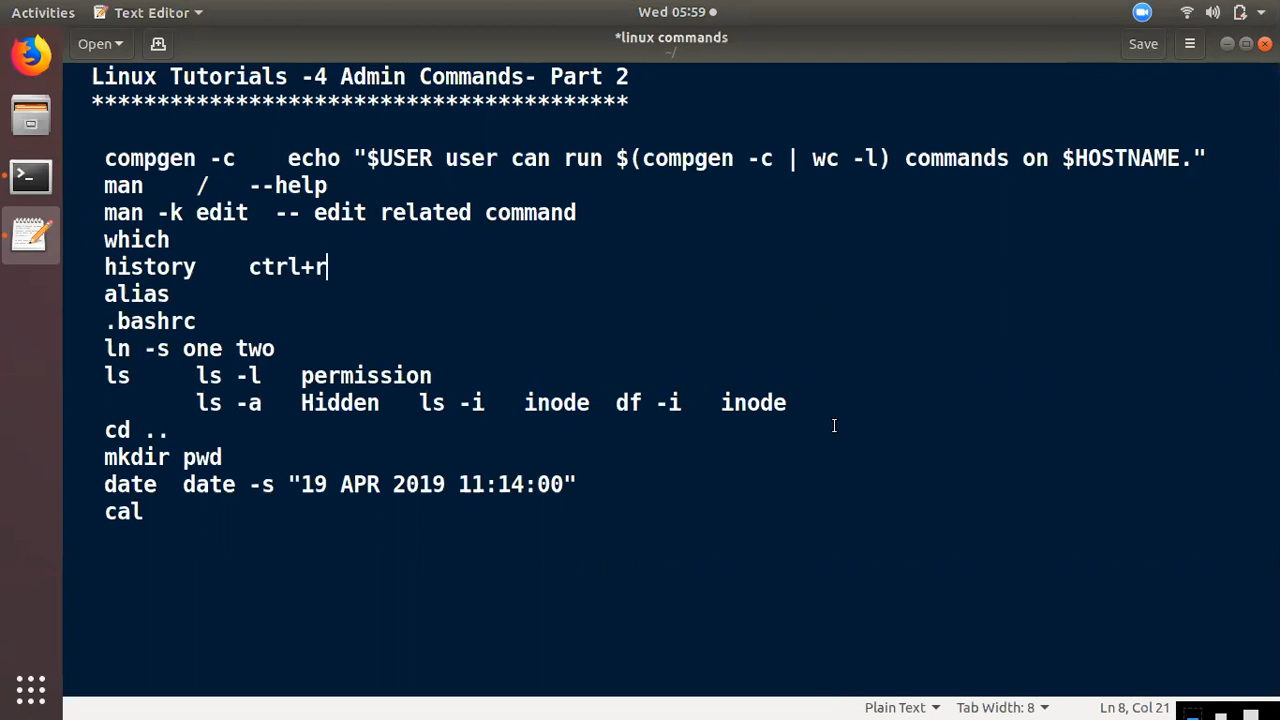 Activities Text Editor Wed 05:59
Open *linux commands Save
~/
Linux Tutorials -4 Admin Commands- Part 2
*****************************************
compgen -c    echo "$USER user can run $(compgen -c | wc -l) commands on $HOSTNAME."
man    /   --help
man -k edit  -- edit related command
which
history    ctrl+r
alias
.bashrc
ln -s one two
ls     ls -l   permission
ls -a   Hidden   ls -i   inode  df -i   inode
cd ..
mkdir pwd
date  date -s "19 APR 2019 11:14:00"
cal
Plain Text Tab Width: 8 Ln 8, Col 21